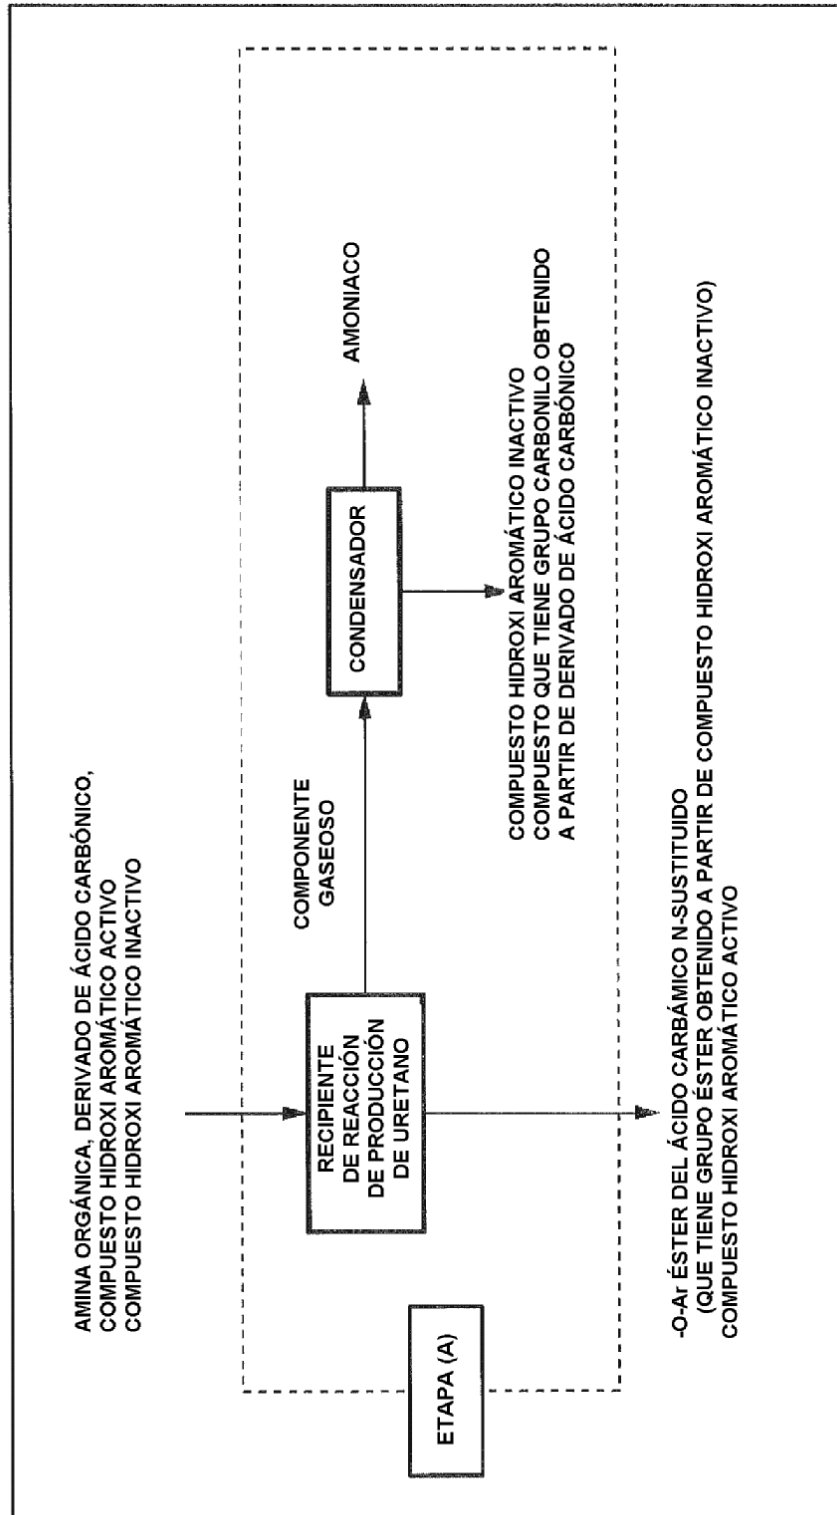 AMINA ORGÁNICA, DERIVADO DE ÁCIDO CARBÓNICO,
COMPUESTO HIDROXI AROMÁTICO ACTIVO
COMPUESTO HIDROXI AROMÁTICO INACTIVO
ETAPA (A)
RECIPIENTE
DE REACCIÓN
DE PRODUCCIÓN
DE URETANO
COMPONENTE
GASEOSO
CONDENSADOR
AMONIACO
COMPUESTO HIDROXI AROMÁTICO INACTIVO
COMPUESTO QUE TIENE GRUPO CARBONILO OBTENIDO
A PARTIR DE DERIVADO DE ÁCIDO CARBÓNICO
-O-Ar ÉSTER DEL ÁCIDO CARBÁMICO N-SUSTITUIDO
(QUE TIENE GRUPO ÉSTER OBTENIDO A PARTIR DE COMPUESTO HIDROXI AROMÁTICO INACTIVO)
COMPUESTO HIDROXI AROMÁTICO ACTIVO